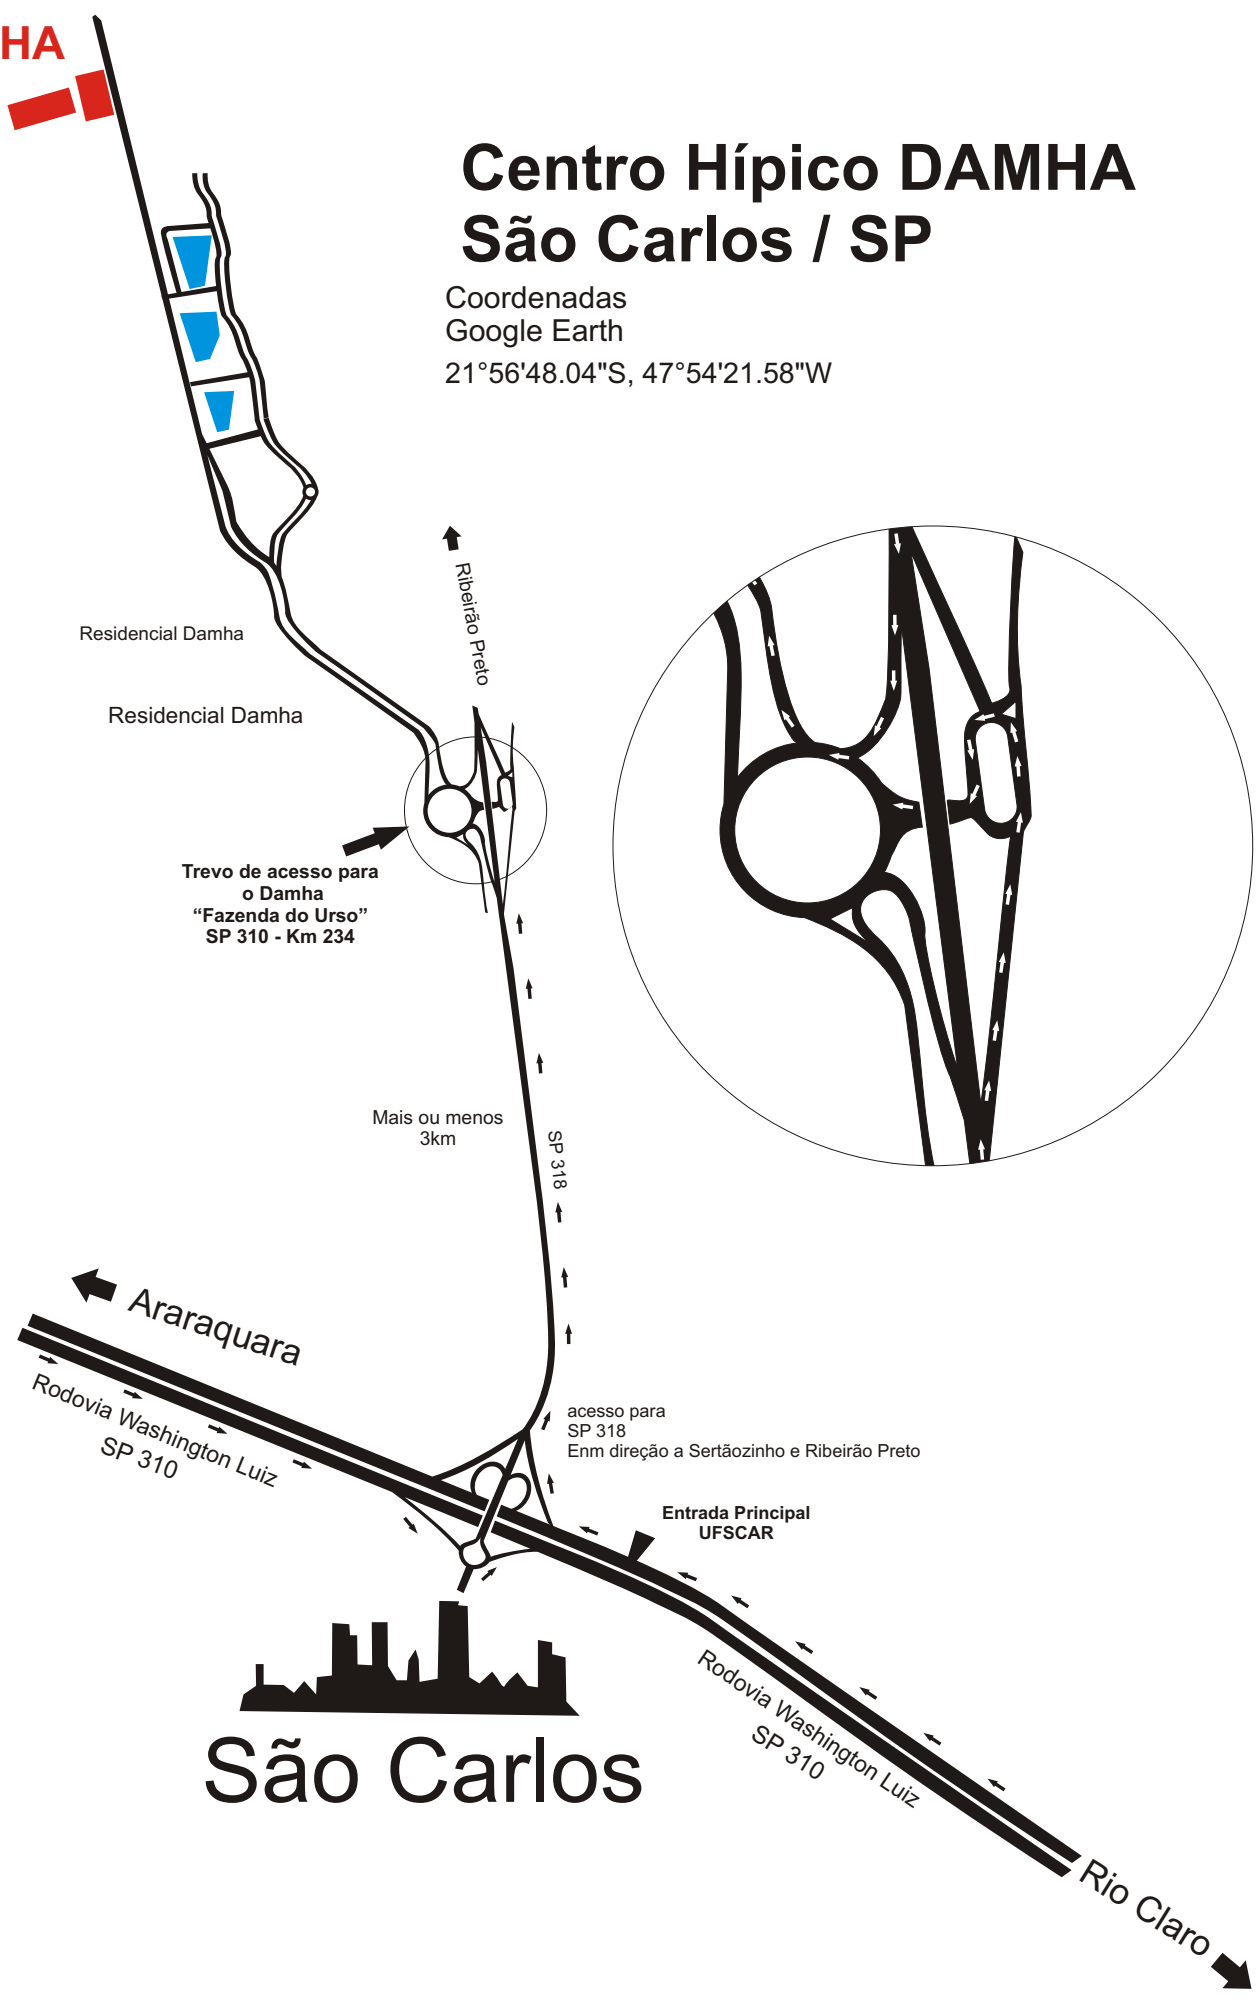 HA
Centro Hípico DAMHA
São Carlos / SP
Coordenadas
Google Earth
21°56'48.04"S, 47°54'21.58"W
Ribeirão Preto
Residencial Damha
Residencial Damha
Trevo de acesso para
o Damha
“Fazenda do Urso”
SP 310 - Km 234
Mais ou menos
3km
SP 318
Araraquara
Rodovia Washington Luiz
SP 310
acesso para
SP 318
Enm direção a Sertãozinho e Ribeirão Preto
Entrada Principal
UFSCAR
São Carlos
Rodovia Washington Luiz
SP 310
Rio Claro